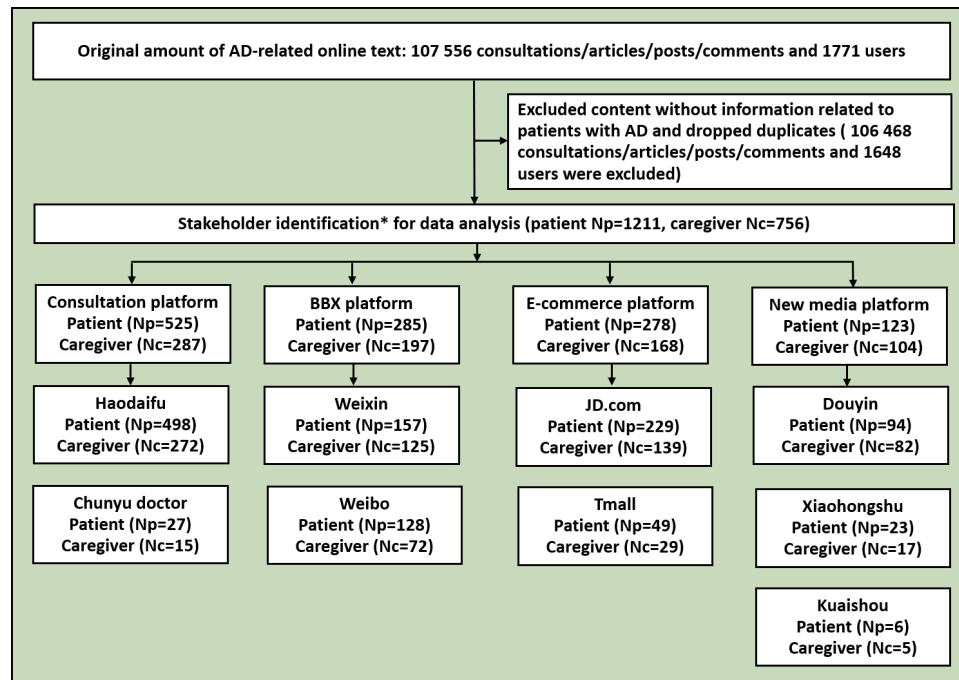 Original amount of AD-related online text: 107 556 consultations/articles/posts/comments and 1771 users
Excluded content without information related to
patients with AD and dropped duplicates ( 106 468
consultations/articles/posts/comments and 1648
users were excluded)
Stakeholder identification* for data analysis (patient Np=1211, caregiver Nc=756)
Consultation platform
Patient (Np=525)
Caregiver (Nc=287)
BBX platform
Patient (Np=285)
Caregiver (Nc=197)
E-commerce platform
Patient (Np=278)
Caregiver (Nc=168)
New media platform
Patient (Np=123)
Caregiver (Nc=104)
Haodaifu
Patient (Np=498)
Caregiver (Nc=272)
Weixin
Patient (Np=157)
Caregiver (Nc=125)
JD.com
Patient (Np=229)
Caregiver (Nc=139)
Douyin
Patient (Np=94)
Caregiver (Nc=82)
Chunyu doctor
Patient (Np=27)
Caregiver (Nc=15)
Weibo
Patient (Np=128)
Caregiver (Nc=72)
Tmall
Patient (Np=49)
Caregiver (Nc=29)
Xiaohongshu
Patient (Np=23)
Caregiver (Nc=17)
Kuaishou
Patient (Np=6)
Caregiver (Nc=5)